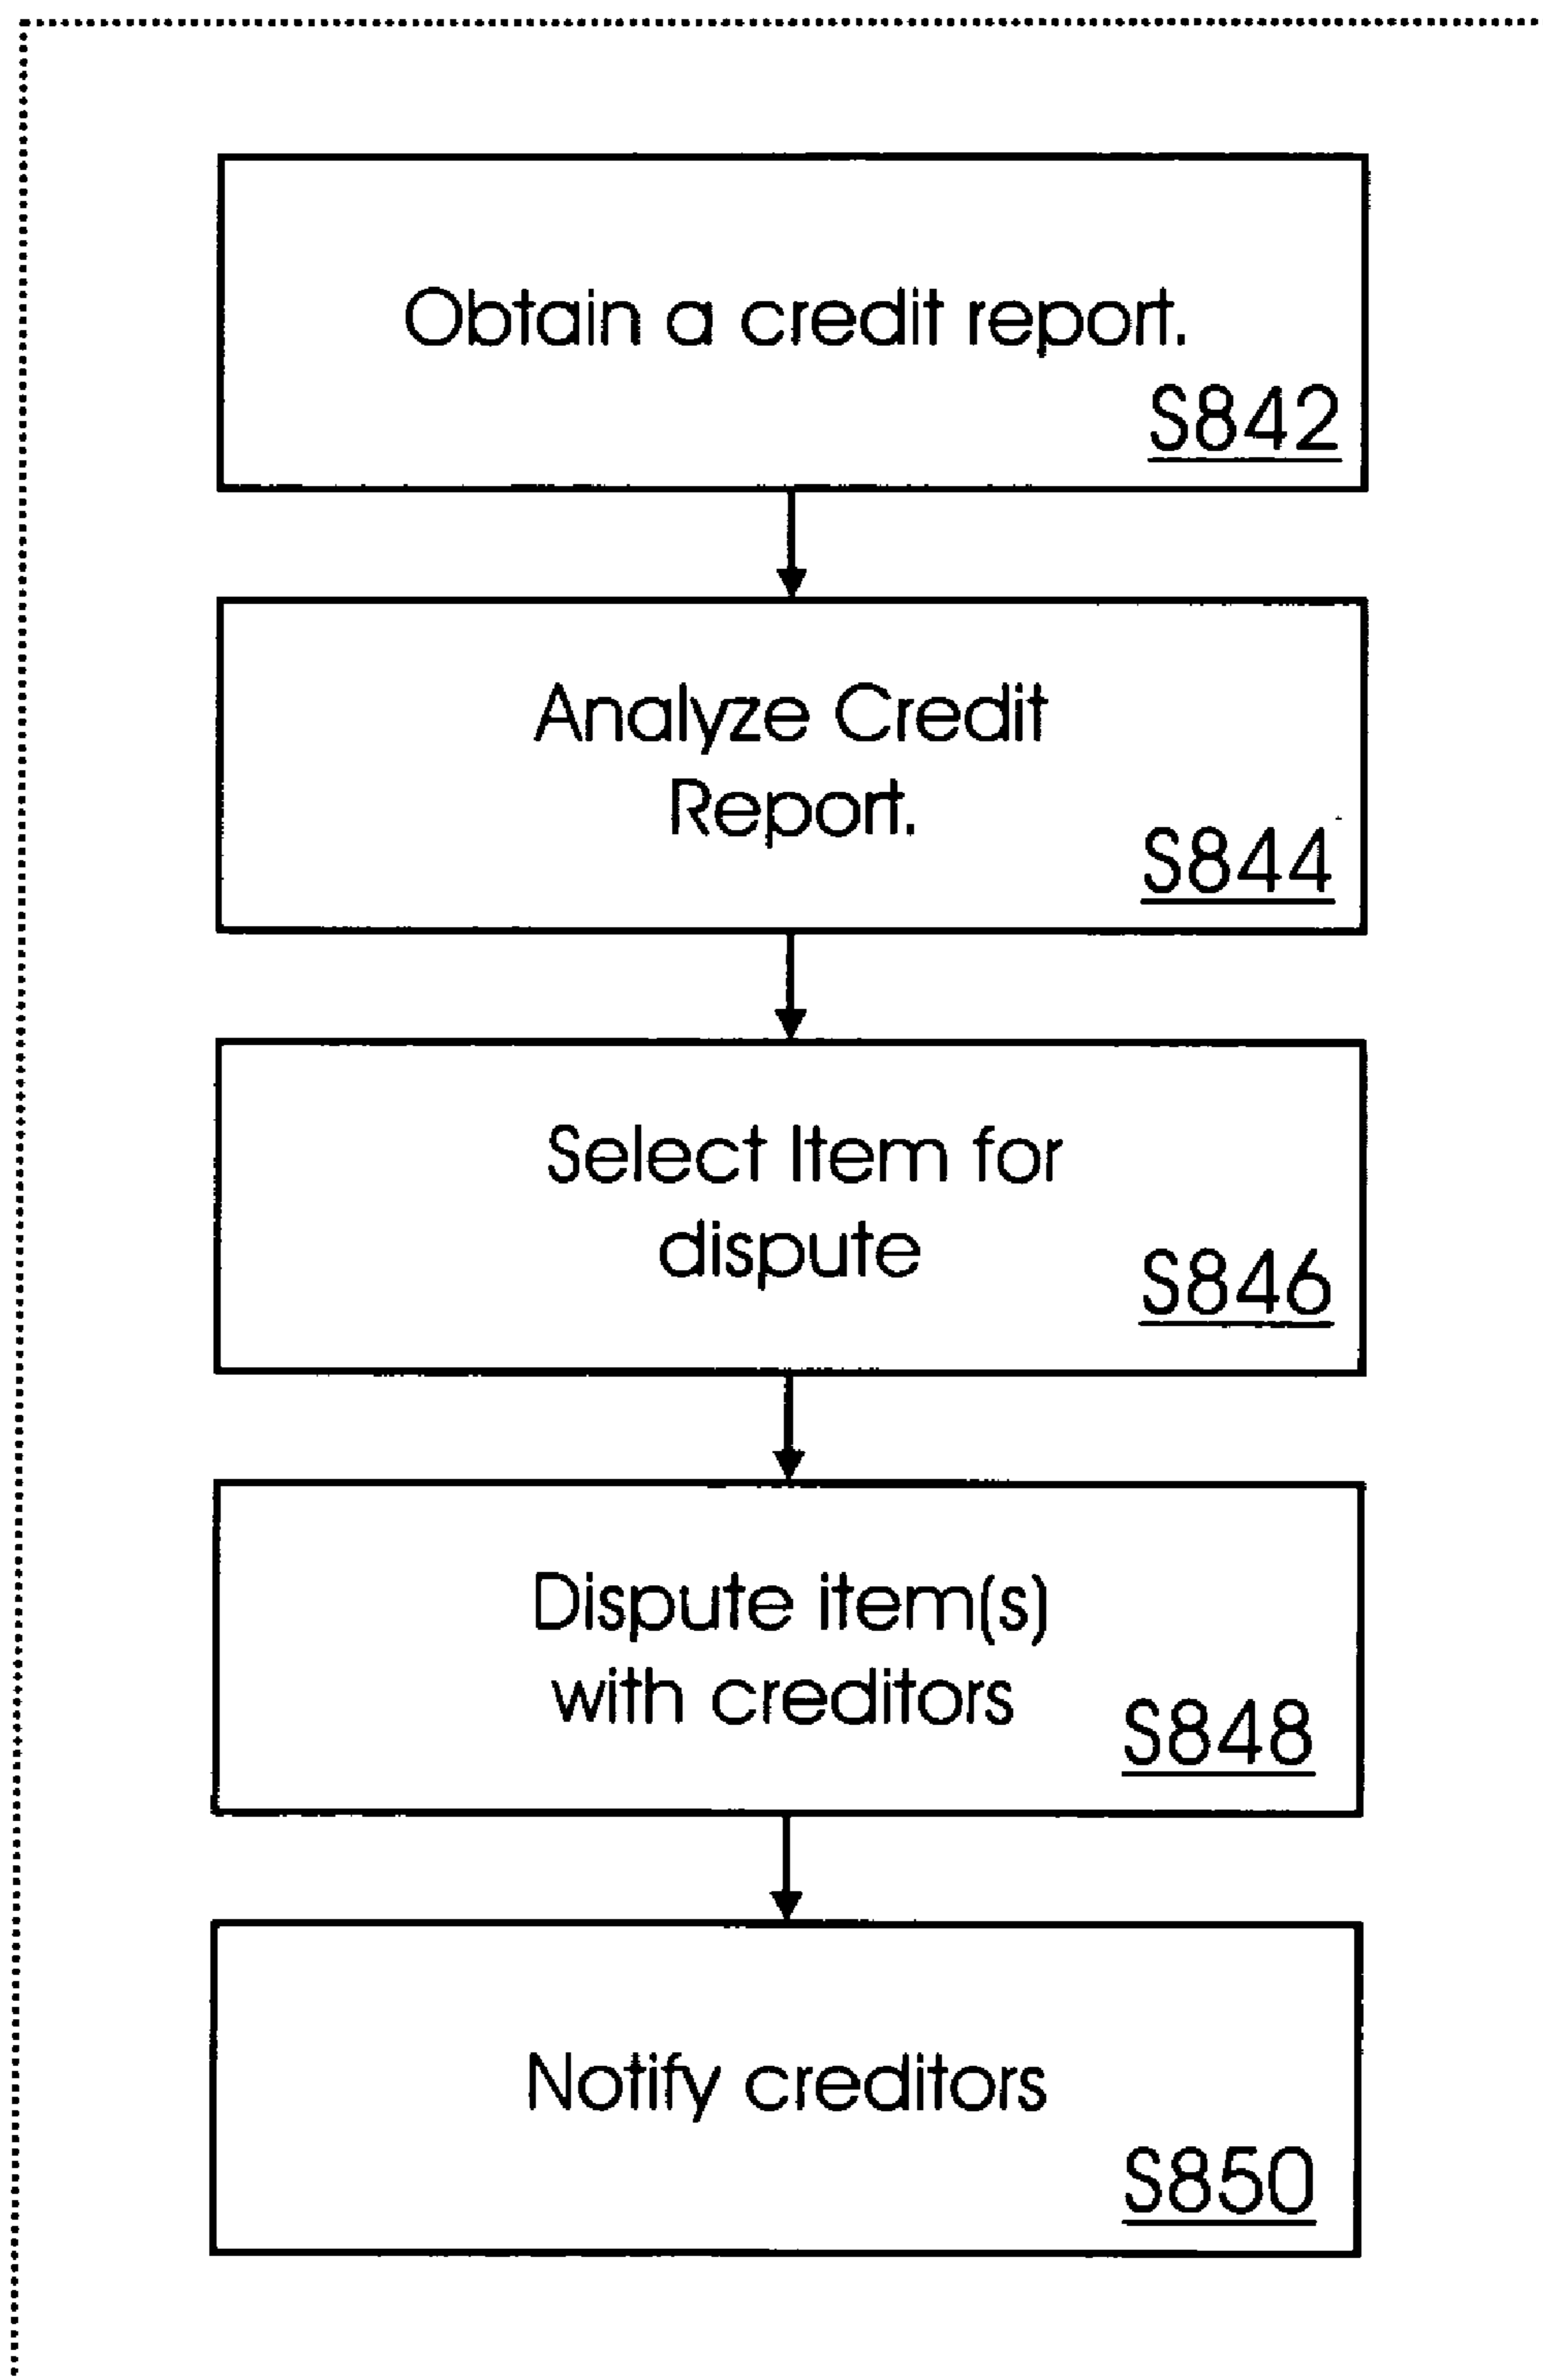 Obtain a credit report.
S842
Analyze Credit
Report.
S844
Select Item for
dispute
S846
Dispute item(s)
with creditors
S848
Notify creditors
S850